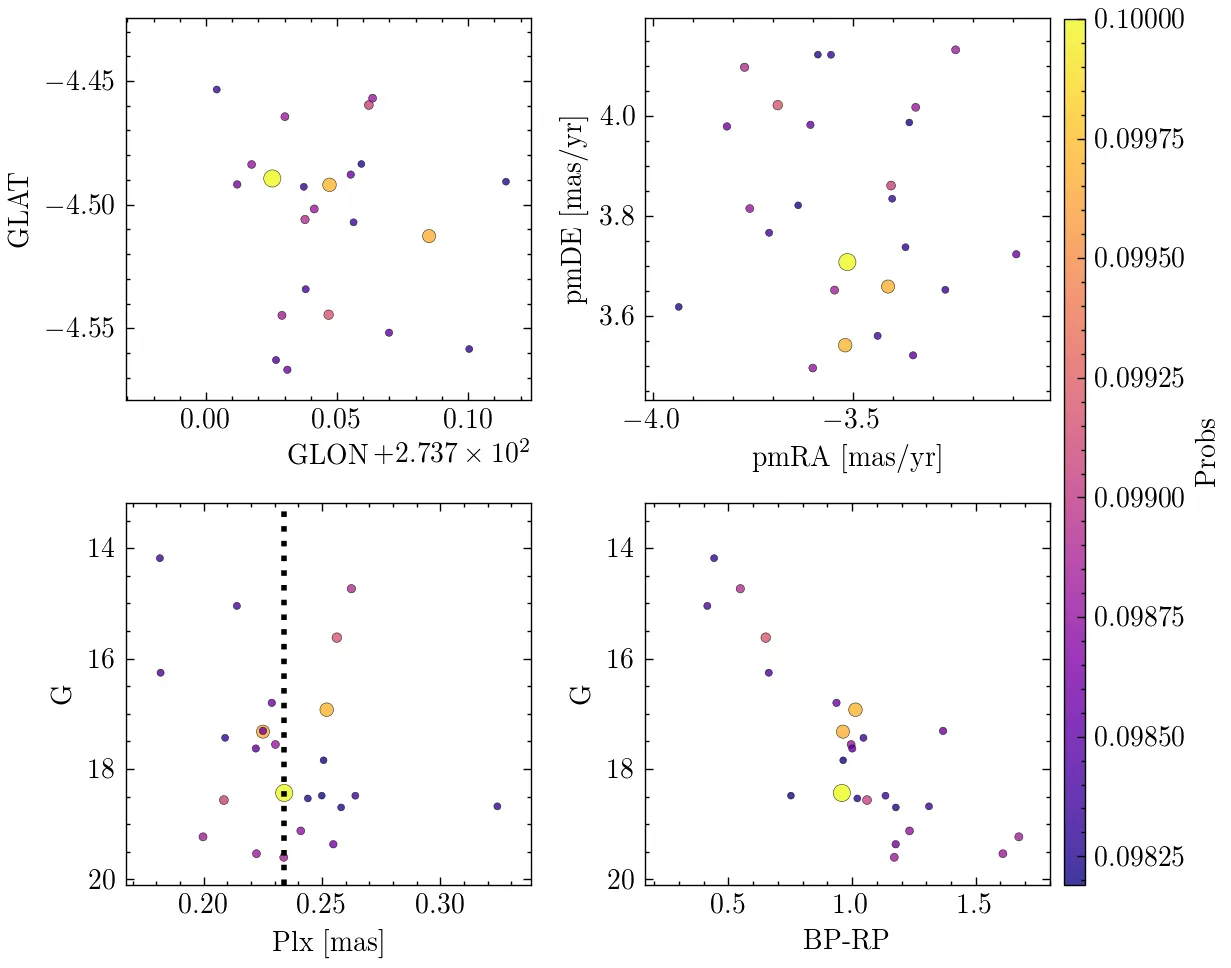 −4.45
−4.50
−4.55
GLAT
0.00 0.05 0.10
GLON +2.737 × 10²
4.0
3.8
3.6
pmDE [mas/yr]
−4.0 −3.5
pmRA [mas/yr]
14
16
18
20
G
0.20 0.25 0.30
Plx [mas]
14
16
18
20
G
0.5 1.0 1.5
BP-RP
0.10000
0.09975
0.09950
0.09925
0.09900
0.09875
0.09850
0.09825
Probs